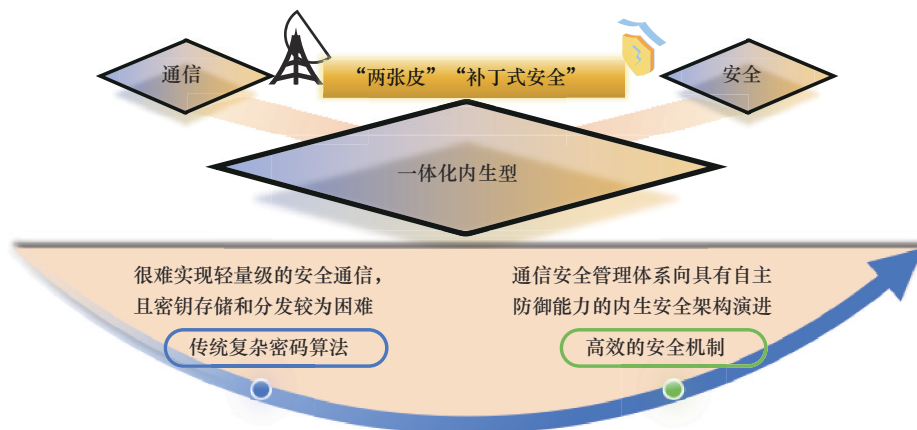 通信
“两张皮”“补丁式安全”
安全
一体化内生型
很难实现轻量级的安全通信，
且密钥存储和分发较为困难
传统复杂密码算法
通信安全管理体系向具有自主
防御能力的内生安全架构演进
高效的安全机制